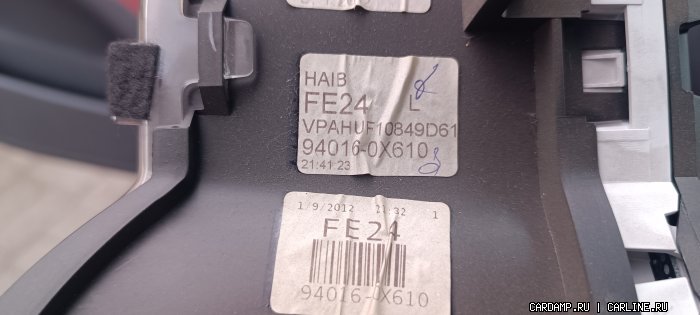 HAIB
FE24 L
VPAHUF10849D61
94016-0X610
21:41:23
1/9/2012 21:32 1
FE24
94016-0X610
CARDAMP.RU | CARLINE.RU